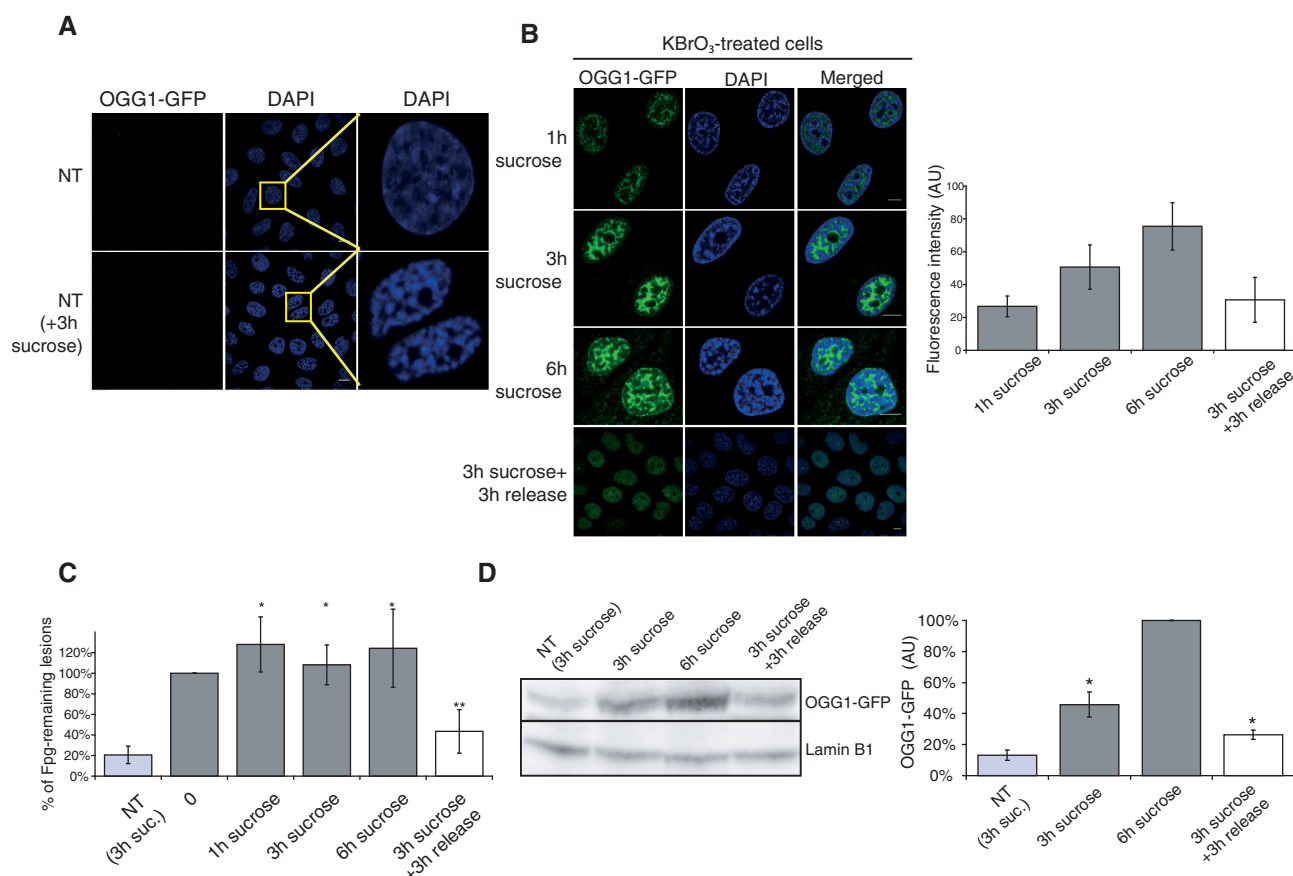 A
OGG1-GFP DAPI DAPI
NT
NT
(+3h
sucrose)
B
KBrO₃-treated cells
OGG1-GFP DAPI Merged
1h
sucrose
3h
sucrose
6h
sucrose
3h sucrose+
3h release
Fluorescence intensity (AU)
100
80
60
40
20
0
1h sucrose
3h sucrose
6h sucrose
3h sucrose
+3h release
C
% of Fpg-remaining lesions
120%
100%
80%
60%
40%
20%
0%
* * * **
NT
(3h suc.)
0
1h sucrose
3h sucrose
6h sucrose
3h sucrose
+3h release
D
NT
(3h sucrose)
3h sucrose
6h sucrose
3h sucrose
+3h release
OGG1-GFP
Lamin B1
OGG1-GFP (AU)
100%
80%
60%
40%
20%
0%
* *
NT
(3h suc.)
3h sucrose
6h sucrose
3h sucrose
+3h release